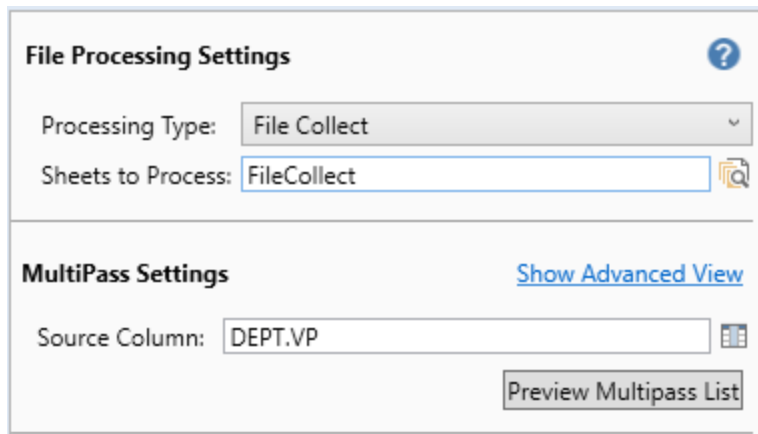 File Processing Settings ?
Processing Type: File Collect
Sheets to Process: FileCollect
MultiPass Settings Show Advanced View
Source Column: DEPT.VP
Preview Multipass List